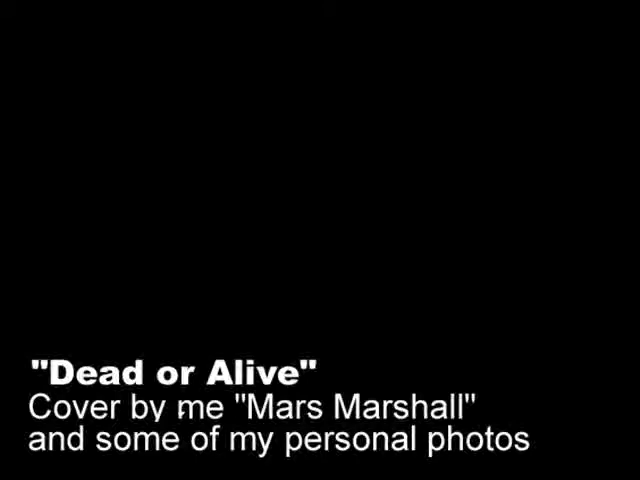 "Dead or Alive"
Cover by me "Mars Marshall"
and some of my personal photos